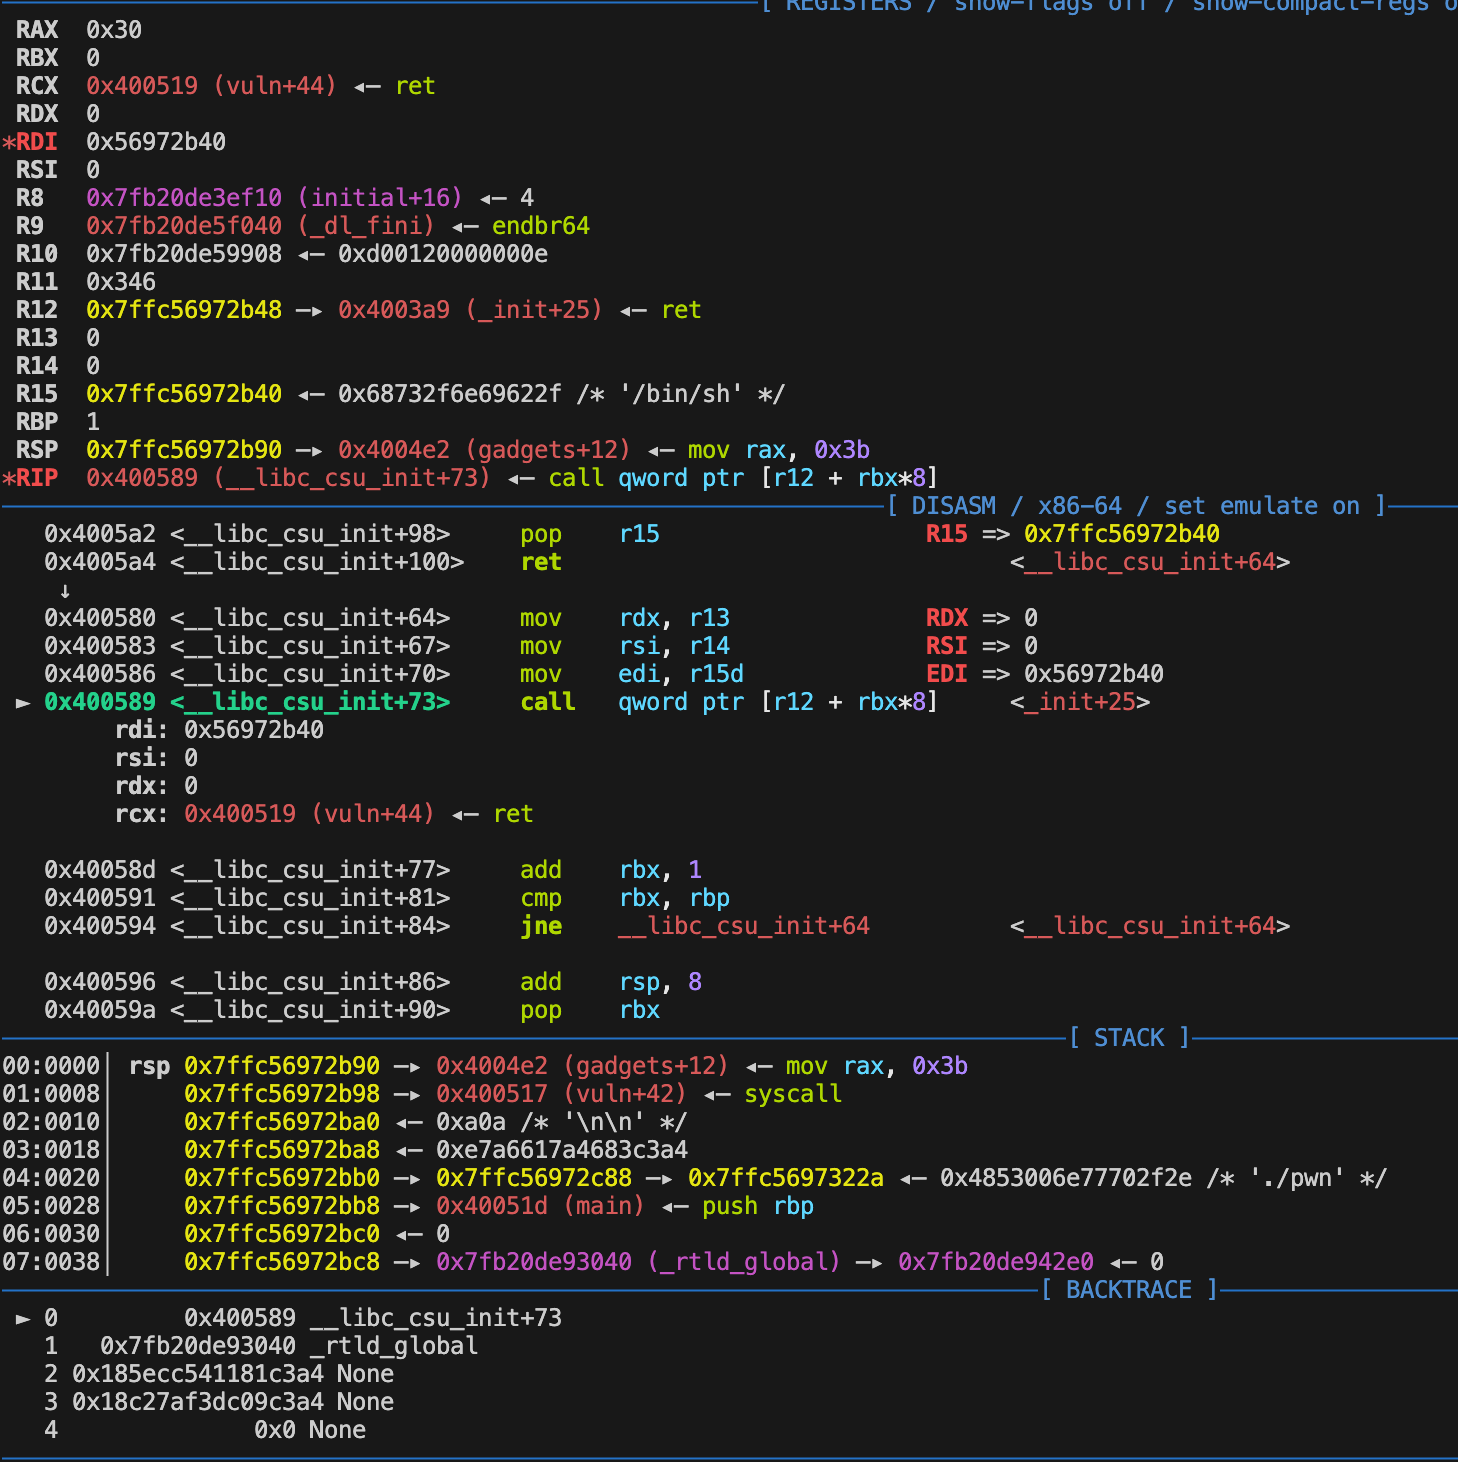 [ REGISTERS / show-flags off / show-compact-regs o
RAX  0x30
RBX  0
RCX  0x400519 (vuln+44) ◂— ret
RDX  0
*RDI  0x56972b40
RSI  0
R8   0x7fb20de3ef10 (initial+16) ◂— 4
R9   0x7fb20de5f040 (_dl_fini) ◂— endbr64
R10  0x7fb20de59908 ◂— 0xd00120000000e
R11  0x346
R12  0x7ffc56972b48 —▸ 0x4003a9 (_init+25) ◂— ret
R13  0
R14  0
R15  0x7ffc56972b40 ◂— 0x68732f6e69622f /* '/bin/sh' */
RBP  1
RSP  0x7ffc56972b90 —▸ 0x4004e2 (gadgets+12) ◂— mov rax, 0x3b
*RIP  0x400589 (__libc_csu_init+73) ◂— call qword ptr [r12 + rbx*8]
[ DISASM / x86-64 / set emulate on ]
0x4005a2 <__libc_csu_init+98>     pop    r15                     R15 => 0x7ffc56972b40
0x4005a4 <__libc_csu_init+100>    ret                                <__libc_csu_init+64>
↓
0x400580 <__libc_csu_init+64>     mov    rdx, r13                RDX => 0
0x400583 <__libc_csu_init+67>     mov    rsi, r14                RSI => 0
0x400586 <__libc_csu_init+70>     mov    edi, r15d               EDI => 0x56972b40
► 0x400589 <__libc_csu_init+73>     call   qword ptr [r12 + rbx*8]     <_init+25>
rdi: 0x56972b40
rsi: 0
rdx: 0
rcx: 0x400519 (vuln+44) ◂— ret
0x40058d <__libc_csu_init+77>     add    rbx, 1
0x400591 <__libc_csu_init+81>     cmp    rbx, rbp
0x400594 <__libc_csu_init+84>     jne    __libc_csu_init+64          <__libc_csu_init+64>
0x400596 <__libc_csu_init+86>     add    rsp, 8
0x40059a <__libc_csu_init+90>     pop    rbx
[ STACK ]
00:0000│ rsp 0x7ffc56972b90 —▸ 0x4004e2 (gadgets+12) ◂— mov rax, 0x3b
01:0008│     0x7ffc56972b98 —▸ 0x400517 (vuln+42) ◂— syscall
02:0010│     0x7ffc56972ba0 ◂— 0xa0a /* '\n\n' */
03:0018│     0x7ffc56972ba8 ◂— 0xe7a6617a4683c3a4
04:0020│     0x7ffc56972bb0 —▸ 0x7ffc56972c88 —▸ 0x7ffc5697322a ◂— 0x4853006e77702f2e /* './pwn' */
05:0028│     0x7ffc56972bb8 —▸ 0x40051d (main) ◂— push rbp
06:0030│     0x7ffc56972bc0 ◂— 0
07:0038│     0x7ffc56972bc8 —▸ 0x7fb20de93040 (_rtld_global) —▸ 0x7fb20de942e0 ◂— 0
[ BACKTRACE ]
► 0         0x400589 __libc_csu_init+73
1   0x7fb20de93040 _rtld_global
2 0x185ecc541181c3a4 None
3 0x18c27af3dc09c3a4 None
4              0x0 None